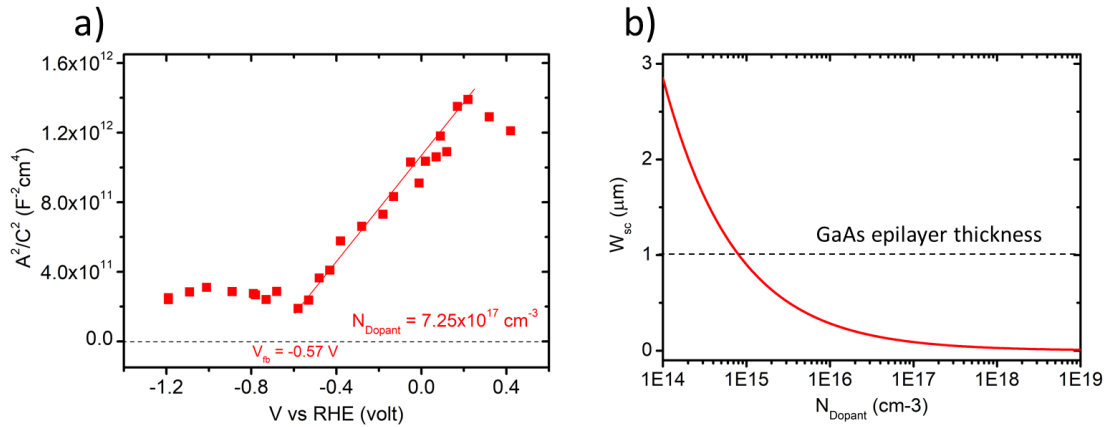 a)
A²/C² (F⁻²cm⁴)
1.6x10¹²
1.2x10¹²
8.0x10¹¹
4.0x10¹¹
0.0
N_Dopant = 7.25x10¹⁷ cm⁻³
V_fb = -0.57 V
-1.2 -0.8 -0.4 0.0 0.4
V vs RHE (volt)
b)
W_sc (μm)
3
2
1
0
GaAs epilayer thickness
1E14 1E15 1E16 1E17 1E18 1E19
N_Dopant (cm-3)